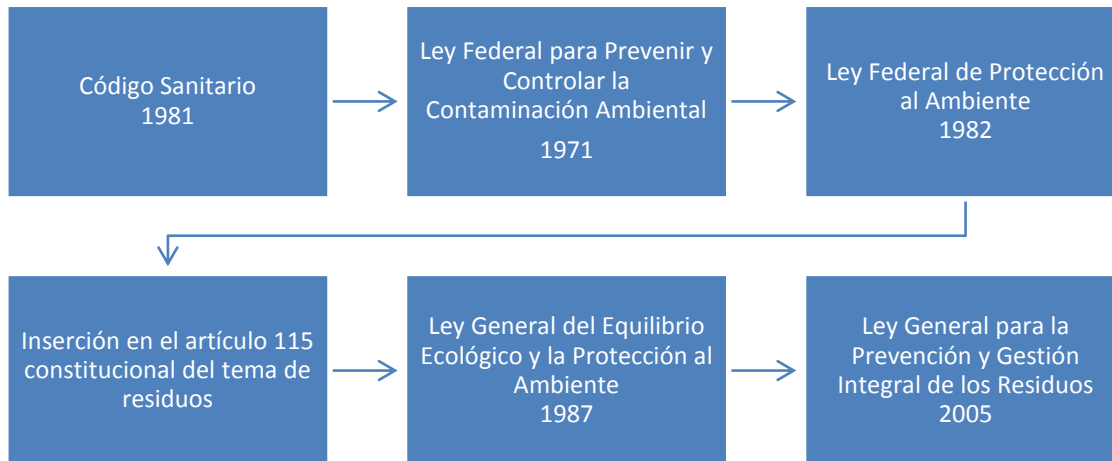 Código Sanitario
1981
Ley Federal para Prevenir y
Controlar la
Contaminación Ambiental
1971
Ley Federal de Protección
al Ambiente
1982
Inserción en el artículo 115
constitucional del tema de
residuos
Ley General del Equilibrio
Ecológico y la Protección al
Ambiente
1987
Ley General para la
Prevención y Gestión
Integral de los Residuos
2005